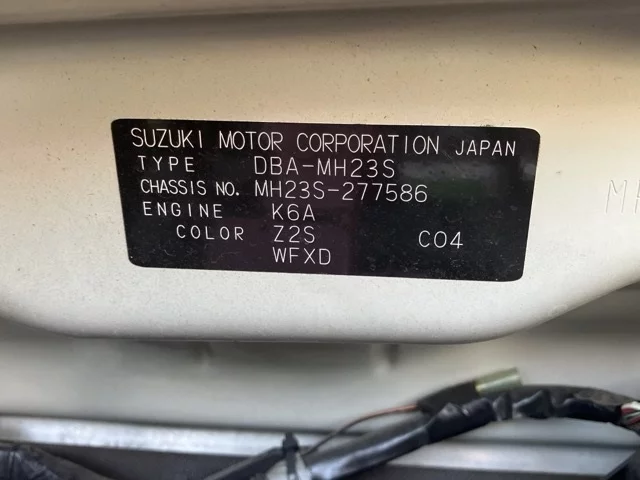 SUZUKI MOTOR CORPORATION JAPAN
TYPE DBA-MH23S
CHASSIS NO. MH23S-277586
ENGINE K6A
COLOR Z2S C04
WFXD